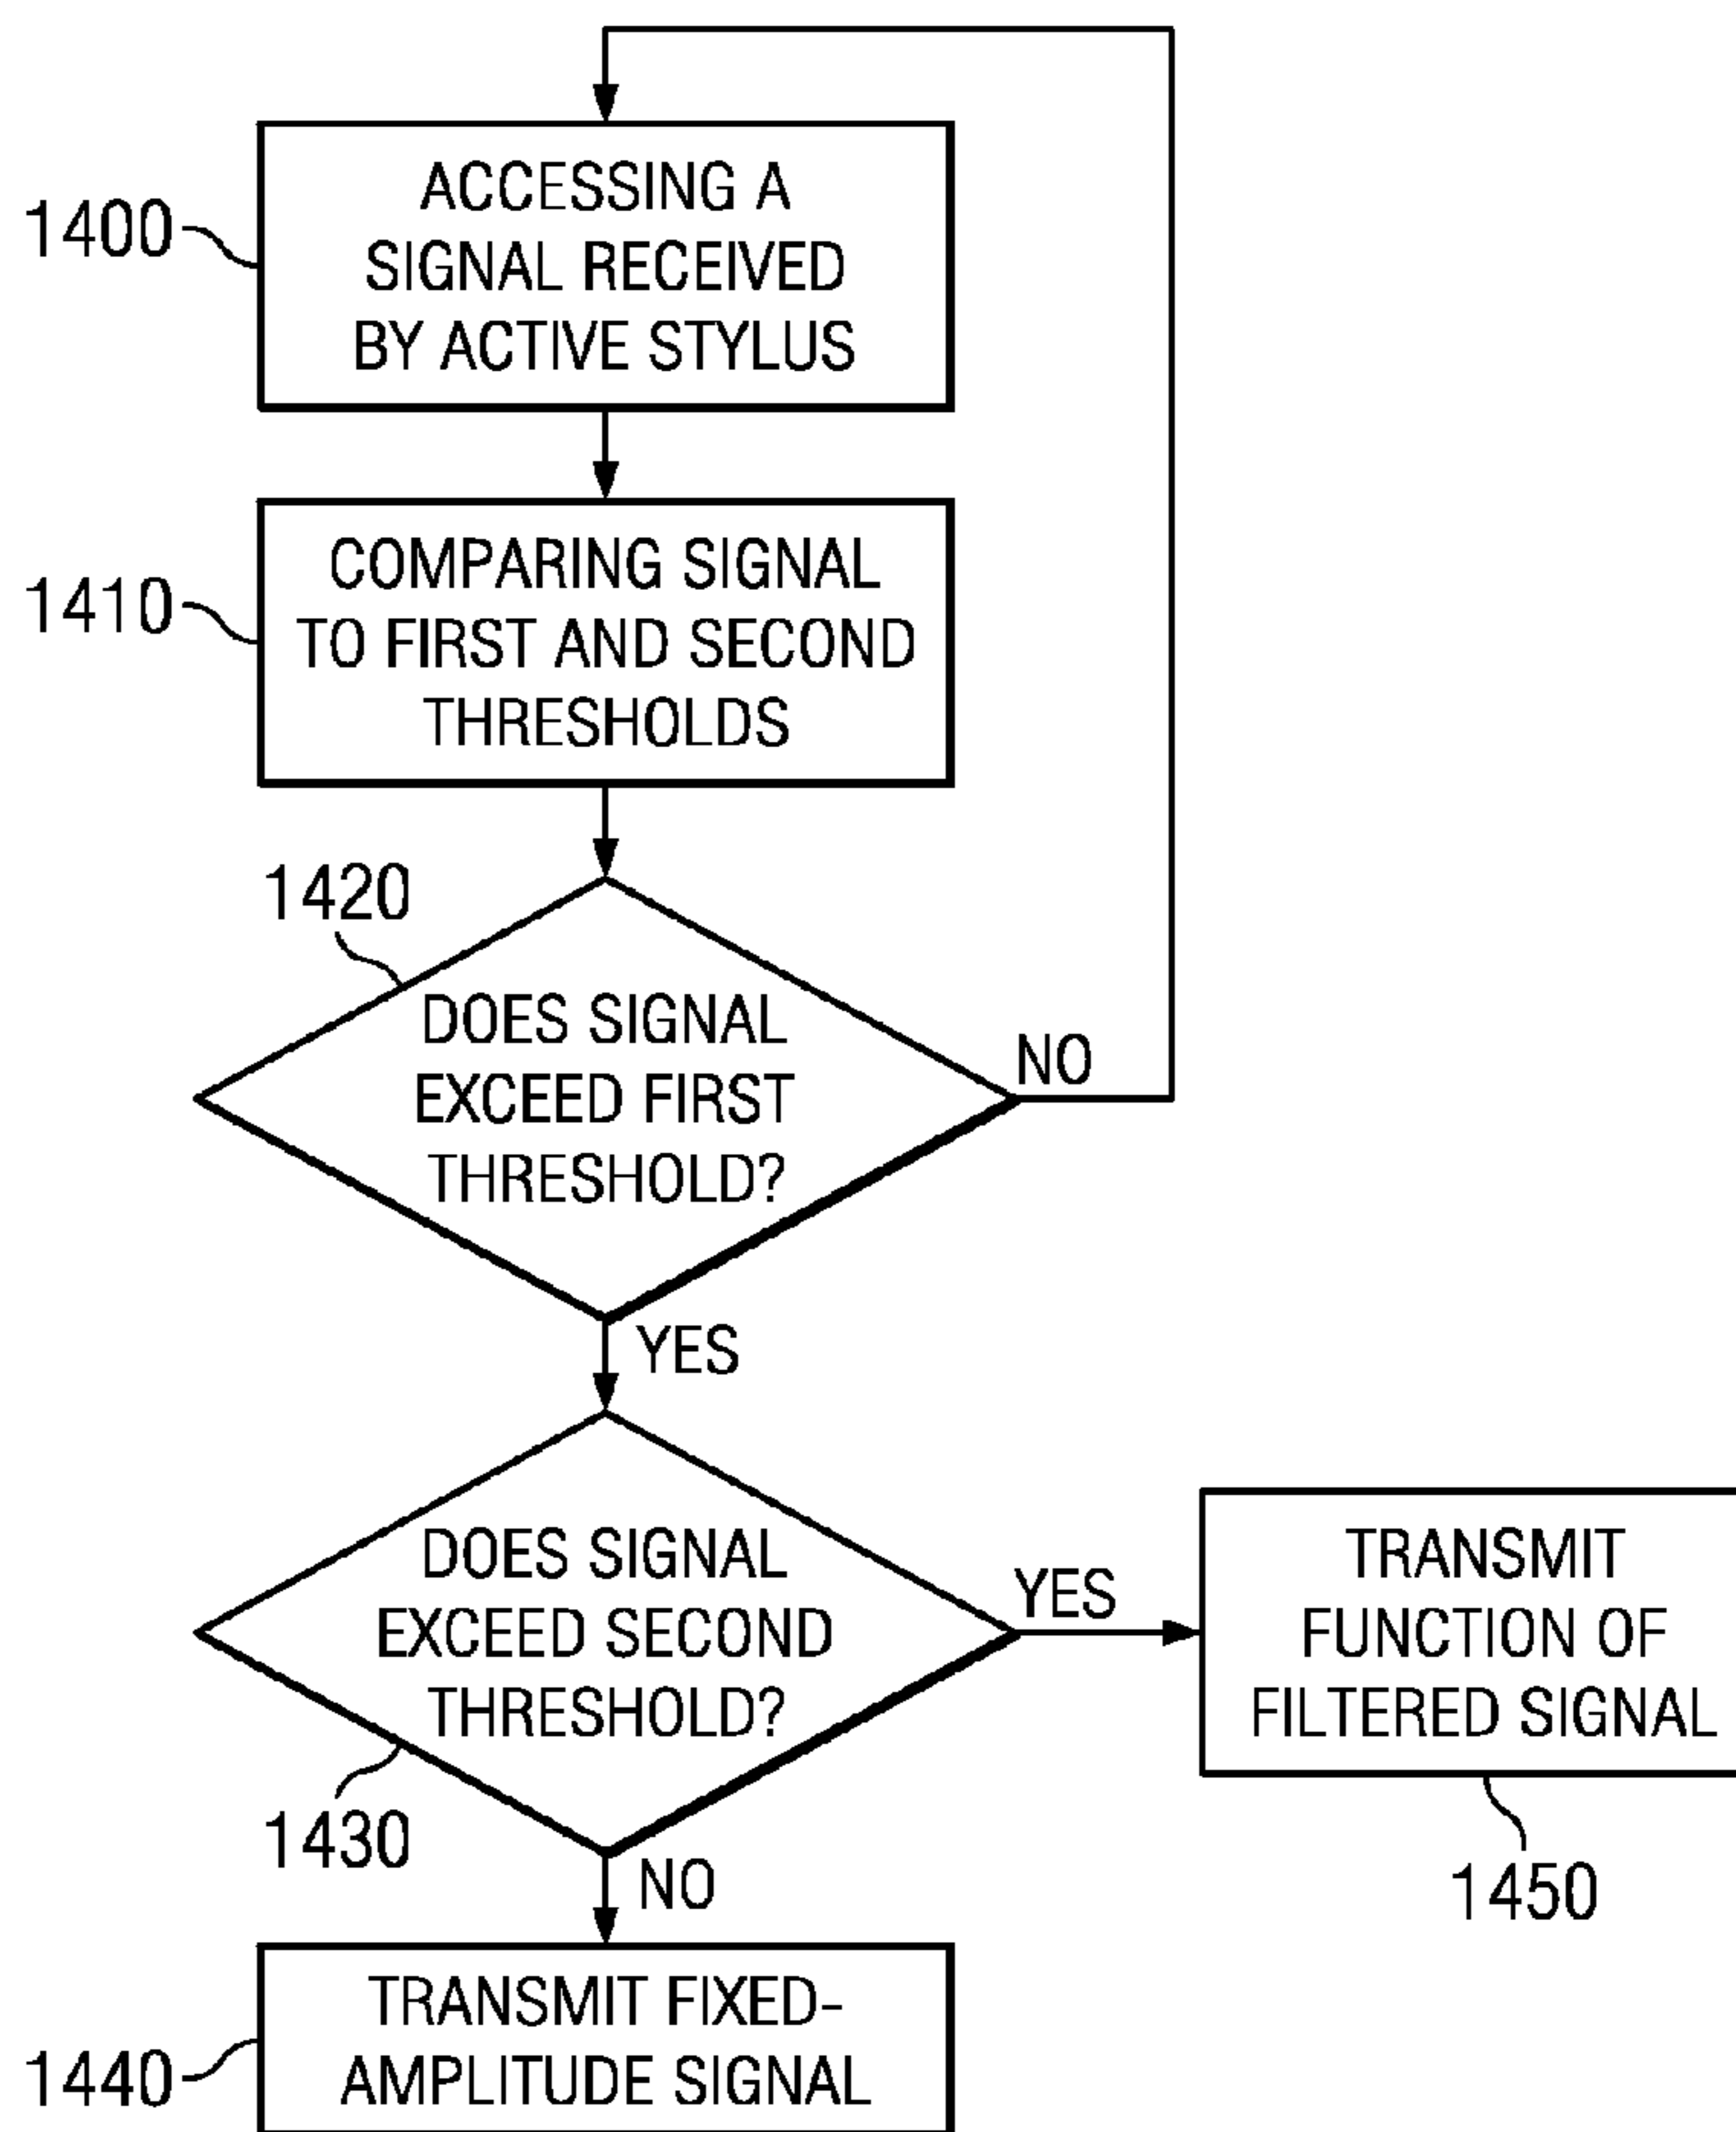 1400
ACCESSING A
SIGNAL RECEIVED
BY ACTIVE STYLUS
1410
COMPARING SIGNAL
TO FIRST AND SECOND
THRESHOLDS
1420
DOES SIGNAL
EXCEED FIRST
THRESHOLD?
NO
YES
DOES SIGNAL
EXCEED SECOND
THRESHOLD?
YES
1430
NO
TRANSMIT
FUNCTION OF
FILTERED SIGNAL
1450
1440
TRANSMIT FIXED-
AMPLITUDE SIGNAL